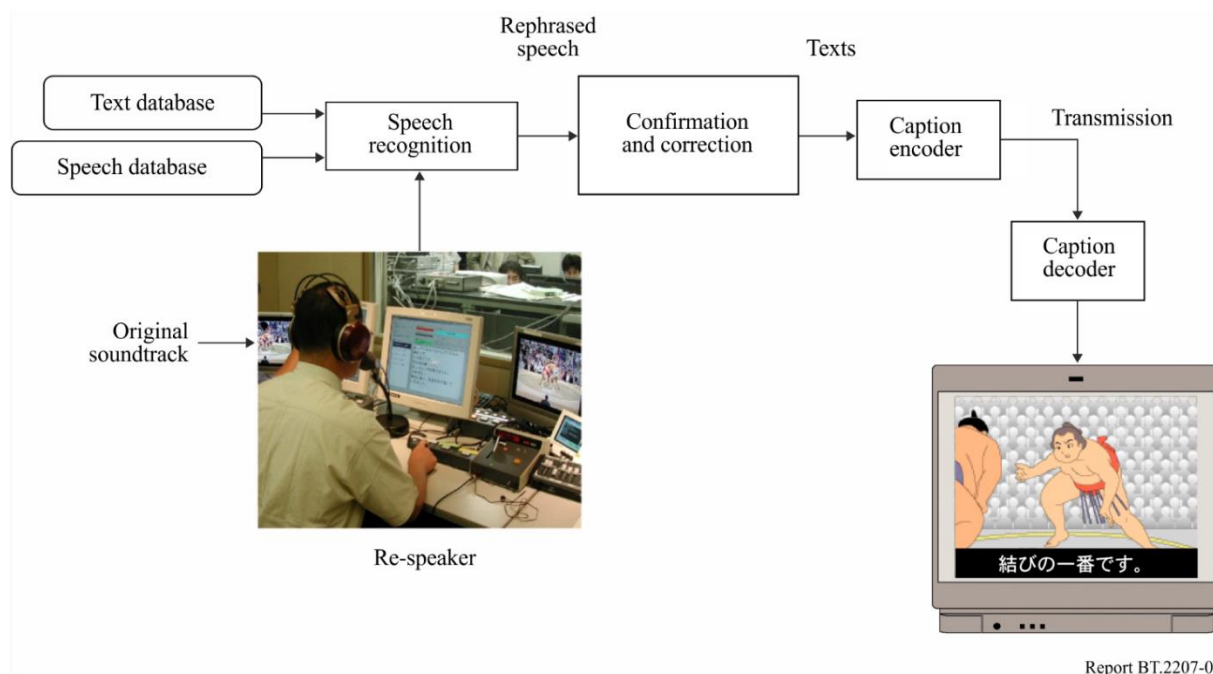 Rephrased
speech
Texts
Text database
Speech
recognition
Confirmation
and correction
Caption
encoder
Transmission
Speech database
Caption
decoder
Original
soundtrack
Re-speaker
結びの一番です。
Report BT.2207-0